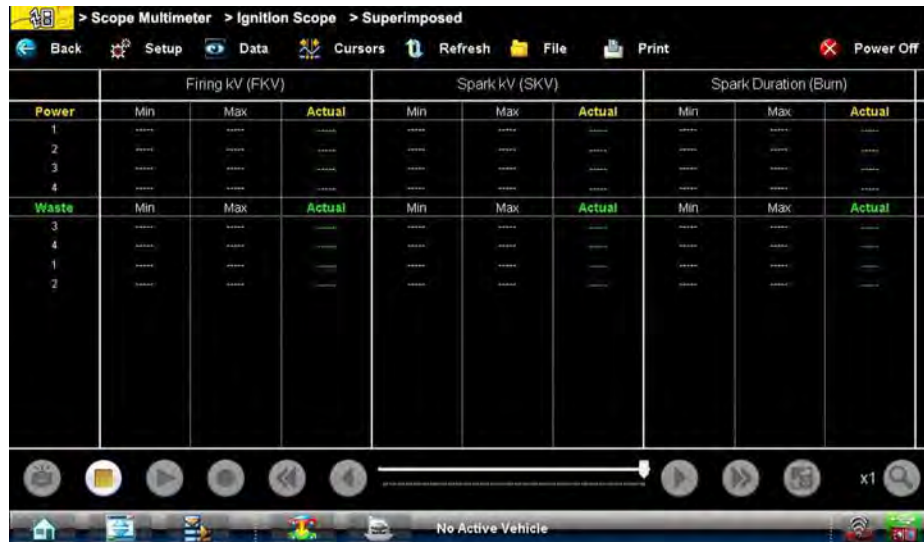 > Scope Multimeter > Ignition Scope > Superimposed
Back Setup Data Cursors Refresh File Print Power Off
Firing kV (FKV) Spark kV (SKV) Spark Duration (Burn)
Power Min Max Actual Min Max Actual Min Max Actual
1 ----- ----- ----- ----- ----- ----- ----- ----- -----
2 ----- ----- ----- ----- ----- ----- ----- ----- -----
3 ----- ----- ----- ----- ----- ----- ----- ----- -----
4 ----- ----- ----- ----- ----- ----- ----- ----- -----
Waste Min Max Actual Min Max Actual Min Max Actual
3 ----- ----- ----- ----- ----- ----- ----- ----- -----
4 ----- ----- ----- ----- ----- ----- ----- ----- -----
1 ----- ----- ----- ----- ----- ----- ----- ----- -----
2 ----- ----- ----- ----- ----- ----- ----- ----- -----
x1
No Active Vehicle